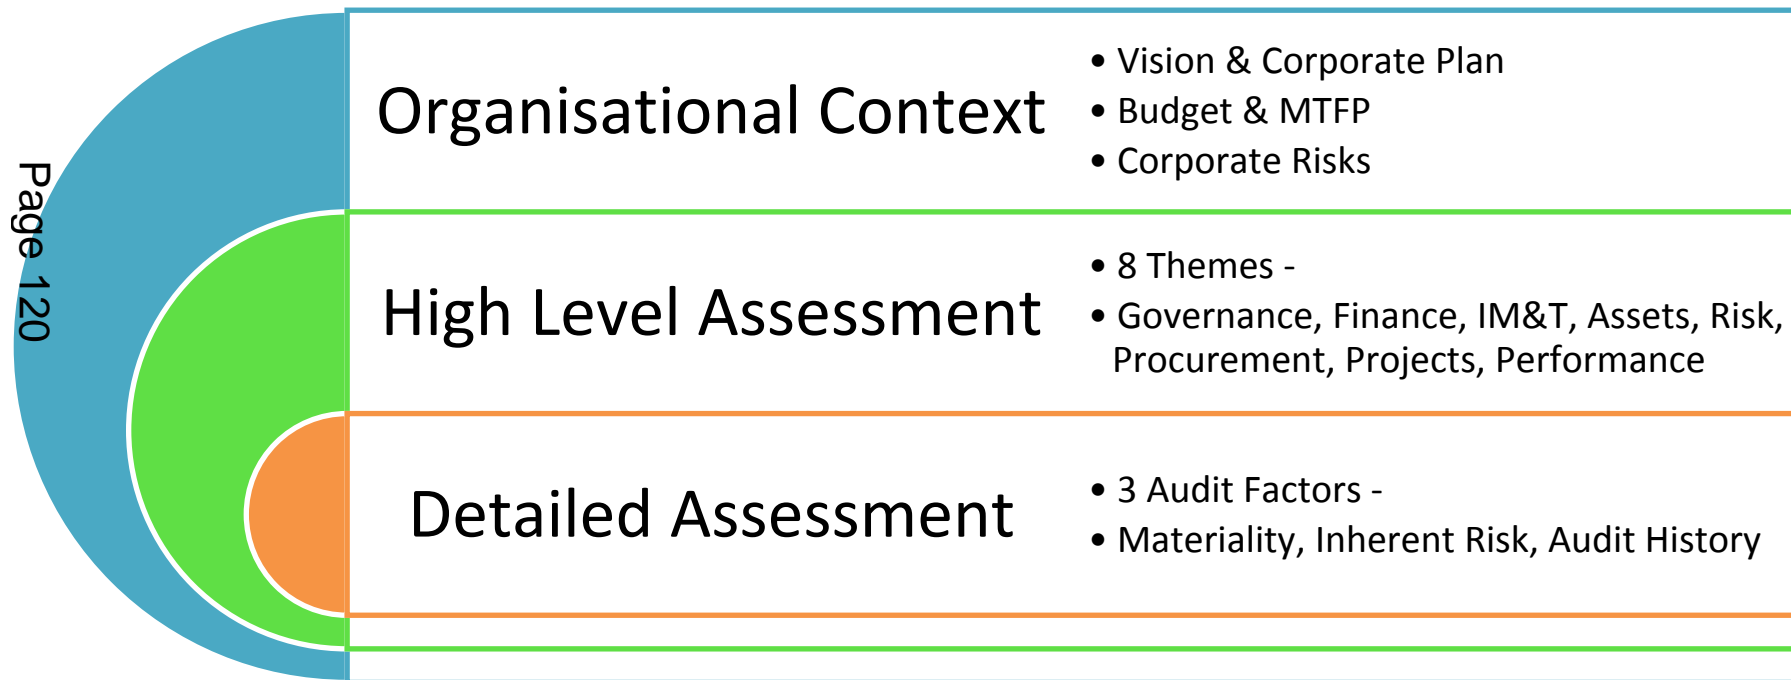 Page 120
Organisational Context
• Vision & Corporate Plan
• Budget & MTFP
• Corporate Risks
High Level Assessment
• 8 Themes -
• Governance, Finance, IM&T, Assets, Risk,
Procurement, Projects, Performance
Detailed Assessment
• 3 Audit Factors -
• Materiality, Inherent Risk, Audit History